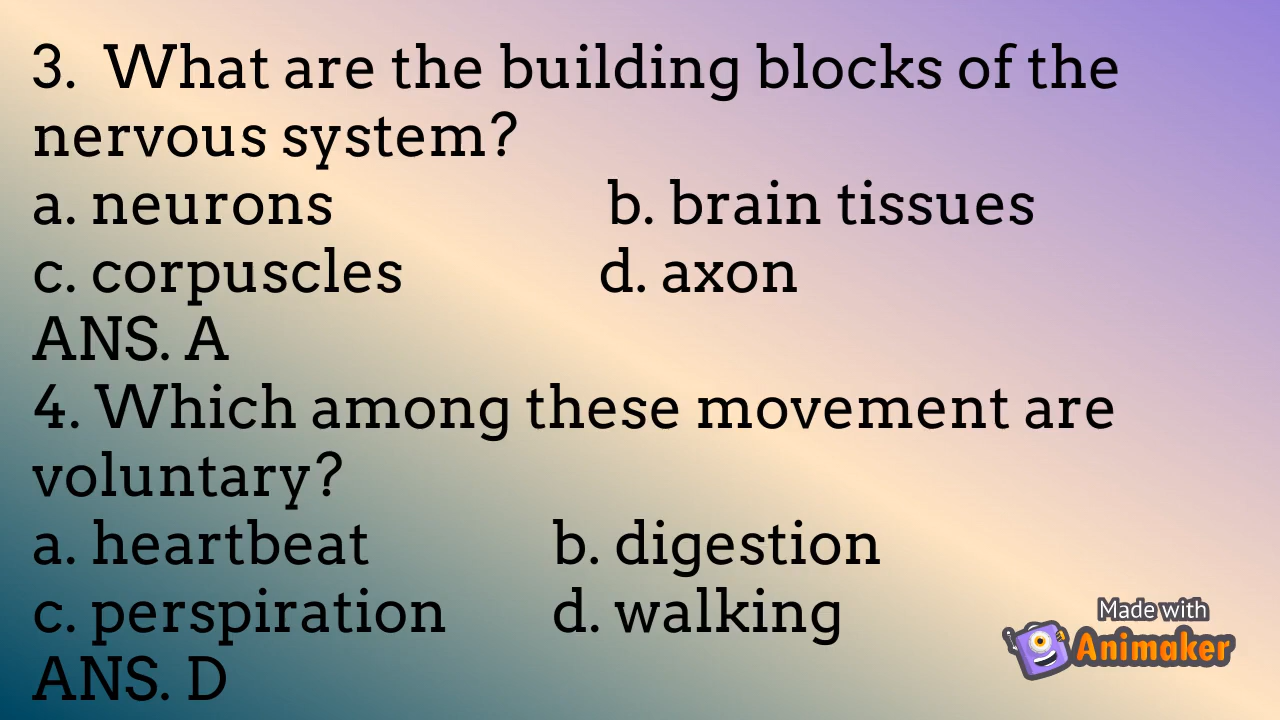 3.  What are the building blocks of the
nervous system?
a. neurons                    b. brain tissues
c. corpuscles              d. axon
ANS. A
4. Which among these movement are
voluntary?
a. heartbeat             b. digestion
c. perspiration        d. walking
ANS. D
Made with
Animaker